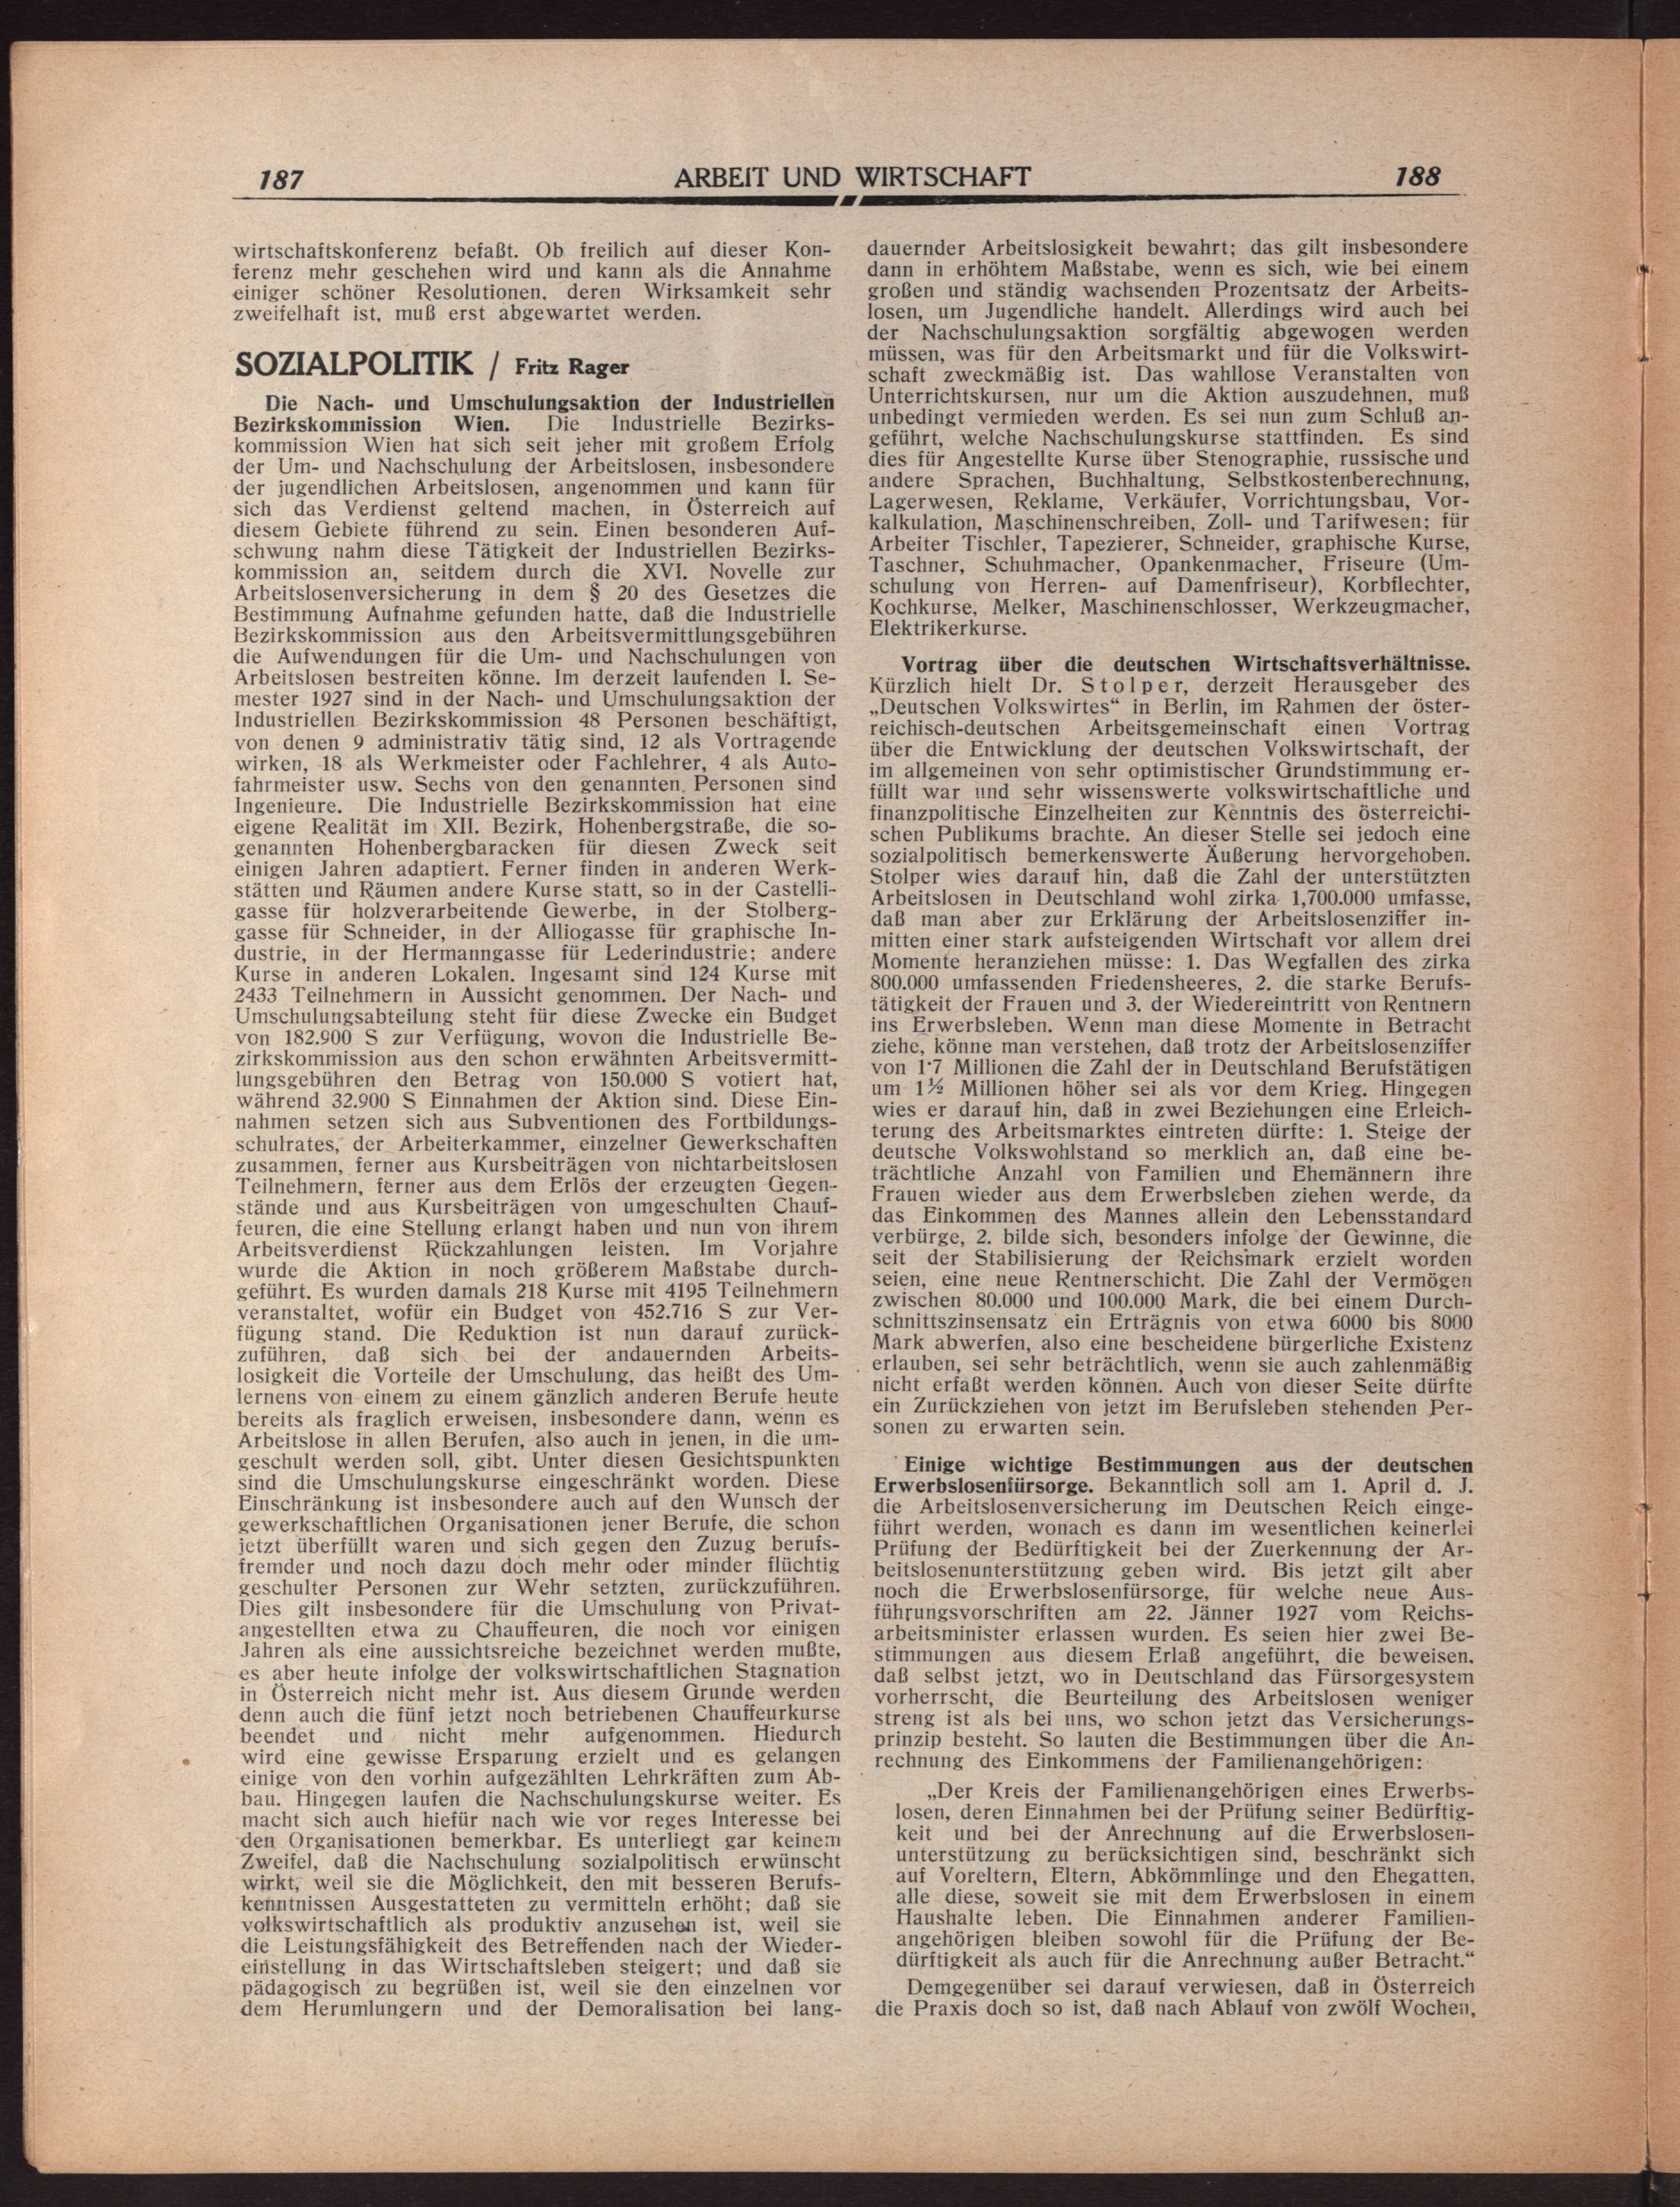 187
ARBEIT UND WIRTSCHAFT
188
wirtschaftskonferenz befaßt. Ob freilich auf dieser Kon-
ferenz mehr geschehen wird und kann als die Annahme
einiger schöner Resolutionen, deren Wirksamkeit sehr
zweifelhaft ist, muß erst abgewartet werden.
SOZIALPOLITIK / Fritz Rager
Die Nach- und Umschulungsaktion der Industriellen
Bezirkskommission Wien. Die Industrielle Bezirks-
kommission Wien hat sich seit jeher mit großem Erfolg
der Um- und Nachschulung der Arbeitslosen, insbesondere
der jugendlichen Arbeitslosen, angenommen und kann für
sich das Verdienst geltend machen, in Österreich auf
diesem Gebiete führend zu sein. Einen besonderen Auf-
schwung nahm diese Tätigkeit der Industriellen Bezirks-
kommission an, seitdem durch die XVI. Novelle zur
Arbeitslosenversicherung in dem § 20 des Gesetzes die
Bestimmung Aufnahme gefunden hatte, daß die Industrielle
Bezirkskommission aus den Arbeitsvermittlungsgebühren
die Aufwendungen für die Um- und Nachschulungen von
Arbeitslosen bestreiten könne. Im derzeit laufenden I. Se-
mester 1927 sind in der Nach- und Umschulungsaktion der
Industriellen Bezirkskommission 48 Personen beschäftigt,
von denen 9 administrativ tätig sind, 12 als Vortragende
wirken, 18 als Werkmeister oder Fachlehrer, 4 als Auto-
fahrmeister usw. Sechs von den genannten Personen sind
Ingenieure. Die Industrielle Bezirkskommission hat eine
eigene Realität im XII. Bezirk, Hohenbergstraße, die so-
genannten Hohenbergbaracken für diesen Zweck seit
einigen Jahren adaptiert. Ferner finden in anderen Werk-
stätten und Räumen andere Kurse statt, so in der Castelli-
gasse für holzverarbeitende Gewerbe, in der Stolberg-
gasse für Schneider, in der Alliogasse für graphische In-
dustrie, in der Hermanngasse für Lederindustrie; andere
Kurse in anderen Lokalen. Ingesamt sind 124 Kurse mit
2433 Teilnehmern in Aussicht genommen. Der Nach- und
Umschulungsabteilung steht für diese Zwecke ein Budget
von 182.900 S zur Verfügung, wovon die Industrielle Be-
zirkskommission aus den schon erwähnten Arbeitsvermitt-
lungsgebühren den Betrag von 150.000 S votiert hat,
während 32.900 S Einnahmen der Aktion sind. Diese Ein-
nahmen setzen sich aus Subventionen des Fortbildungs-
schulrates, der Arbeiterkammer, einzelner Gewerkschaften
zusammen, ferner aus Kursbeiträgen von nichtarbeitslosen
Teilnehmern, ferner aus dem Erlös der erzeugten Gegen-
stände und aus Kursbeiträgen von umgeschulten Chauf-
feuren, die eine Stellung erlangt haben und nun von ihrem
Arbeitsverdienst Rückzahlungen leisten. Im Vorjahre
wurde die Aktion in noch größerem Maßstabe durch-
geführt. Es wurden damals 218 Kurse mit 4195 Teilnehmern
veranstaltet, wofür ein Budget von 452.716 S zur Ver-
fügung stand. Die Reduktion ist nun darauf zurück-
zuführen, daß sich bei der andauernden Arbeits-
losigkeit die Vorteile der Umschulung, das heißt des Um-
lernens von einem zu einem gänzlich anderen Berufe heute
bereits als fraglich erweisen, insbesondere dann, wenn es
Arbeitslose in allen Berufen, also auch in jenen, in die um-
geschult werden soll, gibt. Unter diesen Gesichtspunkten
sind die Umschulungskurse eingeschränkt worden. Diese
Einschränkung ist insbesondere auch auf den Wunsch der
gewerkschaftlichen Organisationen jener Berufe, die schon
jetzt überfüllt waren und sich gegen den Zuzug berufs-
fremder und noch dazu doch mehr oder minder flüchtig
geschulter Personen zur Wehr setzten, zurückzuführen.
Dies gilt insbesondere für die Umschulung von Privat-
angestellten etwa zu Chauffeuren, die noch vor einigen
Jahren als eine aussichtsreiche bezeichnet werden mußte,
es aber heute infolge der volkswirtschaftlichen Stagnation
in Österreich nicht mehr ist. Aus diesem Grunde werden
denn auch die fünf jetzt noch betriebenen Chauffeurkurse
beendet und nicht mehr aufgenommen. Hiedurch
wird eine gewisse Ersparung erzielt und es gelangen
einige von den vorhin aufgezählten Lehrkräften zum Ab-
bau. Hingegen laufen die Nachschulungskurse weiter. Es
macht sich auch hiefür nach wie vor reges Interesse bei
den Organisationen bemerkbar. Es unterliegt gar keinem
Zweifel, daß die Nachschulung sozialpolitisch erwünscht
wirkt, weil sie die Möglichkeit, den mit besseren Berufs-
kenntnissen Ausgestatteten zu vermitteln erhöht; daß sie
volkswirtschaftlich als produktiv anzusehen ist, weil sie
die Leistungsfähigkeit des Betreffenden nach der Wieder-
einstellung in das Wirtschaftsleben steigert; und daß sie
pädagogisch zu begrüßen ist, weil sie den einzelnen vor
dem Herumlungern und der Demoralisation bei lang-
dauernder Arbeitslosigkeit bewahrt; das gilt insbesondere
dann in erhöhtem Maßstabe, wenn es sich, wie bei einem
großen und ständig wachsenden Prozentsatz der Arbeits-
losen, um Jugendliche handelt. Allerdings wird auch bei
der Nachschulungsaktion sorgfältig abgewogen werden
müssen, was für den Arbeitsmarkt und für die Volkswirt-
schaft zweckmäßig ist. Das wahllose Veranstalten von
Unterrichtskursen, nur um die Aktion auszudehnen, muß
unbedingt vermieden werden. Es sei nun zum Schluß an-
geführt, welche Nachschulungskurse stattfinden. Es sind
dies für Angestellte Kurse über Stenographie, russische und
andere Sprachen, Buchhaltung, Selbstkostenberechnung,
Lagerwesen, Reklame, Verkäufer, Vorrichtungsbau, Vor-
kalkulation, Maschinenschreiben, Zoll- und Tarifwesen; für
Arbeiter Tischler, Tapezierer, Schneider, graphische Kurse,
Taschner, Schuhmacher, Opankenmacher, Friseure (Um-
schulung von Herren- auf Damenfriseur), Korbflechter,
Kochkurse, Melker, Maschinenschlosser, Werkzeugmacher,
Elektrikerkurse.
Vortrag über die deutschen Wirtschaftsverhältnisse.
Kürzlich hielt Dr. Stolper, derzeit Herausgeber des
„Deutschen Volkswirtes“ in Berlin, im Rahmen der öster-
reichisch-deutschen Arbeitsgemeinschaft einen Vortrag
über die Entwicklung der deutschen Volkswirtschaft, der
im allgemeinen von sehr optimistischer Grundstimmung er-
füllt war und sehr wissenswerte volkswirtschaftliche und
finanzpolitische Einzelheiten zur Kenntnis des österreichi-
schen Publikums brachte. An dieser Stelle sei jedoch eine
sozialpolitisch bemerkenswerte Äußerung hervorgehoben.
Stolper wies darauf hin, daß die Zahl der unterstützten
Arbeitslosen in Deutschland wohl zirka 1,700.000 umfasse,
daß man aber zur Erklärung der Arbeitslosenziffer in-
mitten einer stark aufsteigenden Wirtschaft vor allem drei
Momente heranziehen müsse: 1. Das Wegfallen des zirka
800.000 umfassenden Friedensheeres, 2. die starke Berufs-
tätigkeit der Frauen und 3. der Wiedereintritt von Rentnern
ins Erwerbsleben. Wenn man diese Momente in Betracht
ziehe, könne man verstehen, daß trotz der Arbeitslosenziffer
von 1·7 Millionen die Zahl der in Deutschland Berufstätigen
um 1½ Millionen höher sei als vor dem Krieg. Hingegen
wies er darauf hin, daß in zwei Beziehungen eine Erleich-
terung des Arbeitsmarktes eintreten dürfte: 1. Steige der
deutsche Volkswohlstand so merklich an, daß eine be-
trächtliche Anzahl von Familien und Ehemännern ihre
Frauen wieder aus dem Erwerbsleben ziehen werde, da
das Einkommen des Mannes allein den Lebensstandard
verbürge, 2. bilde sich, besonders infolge der Gewinne, die
seit der Stabilisierung der Reichsmark erzielt worden
seien, eine neue Rentnerschicht. Die Zahl der Vermögen
zwischen 80.000 und 100.000 Mark, die bei einem Durch-
schnittszinsensatz ein Erträgnis von etwa 6000 bis 8000
Mark abwerfen, also eine bescheidene bürgerliche Existenz
erlauben, sei sehr beträchtlich, wenn sie auch zahlenmäßig
nicht erfaßt werden können. Auch von dieser Seite dürfte
ein Zurückziehen von jetzt im Berufsleben stehenden Per-
sonen zu erwarten sein.
Einige wichtige Bestimmungen aus der deutschen
Erwerbslosenfürsorge. Bekanntlich soll am 1. April d. J.
die Arbeitslosenversicherung im Deutschen Reich einge-
führt werden, wonach es dann im wesentlichen keinerlei
Prüfung der Bedürftigkeit bei der Zuerkennung der Ar-
beitslosenunterstützung geben wird. Bis jetzt gilt aber
noch die Erwerbslosenfürsorge, für welche neue Aus-
führungsvorschriften am 22. Jänner 1927 vom Reichs-
arbeitsminister erlassen wurden. Es seien hier zwei Be-
stimmungen aus diesem Erlaß angeführt, die beweisen,
daß selbst jetzt, wo in Deutschland das Fürsorgesystem
vorherrscht, die Beurteilung des Arbeitslosen weniger
streng ist als bei uns, wo schon jetzt das Versicherungs-
prinzip besteht. So lauten die Bestimmungen über die An-
rechnung des Einkommens der Familienangehörigen:
„Der Kreis der Familienangehörigen eines Erwerbs-
losen, deren Einnahmen bei der Prüfung seiner Bedürftig-
keit und bei der Anrechnung auf die Erwerbslosen-
unterstützung zu berücksichtigen sind, beschränkt sich
auf Voreltern, Eltern, Abkömmlinge und den Ehegatten,
alle diese, soweit sie mit dem Erwerbslosen in einem
Haushalte leben. Die Einnahmen anderer Familien-
angehörigen bleiben sowohl für die Prüfung der Be-
dürftigkeit als auch für die Anrechnung außer Betracht.“
Demgegenüber sei darauf verwiesen, daß in Österreich
die Praxis doch so ist, daß nach Ablauf von zwölf Wochen,